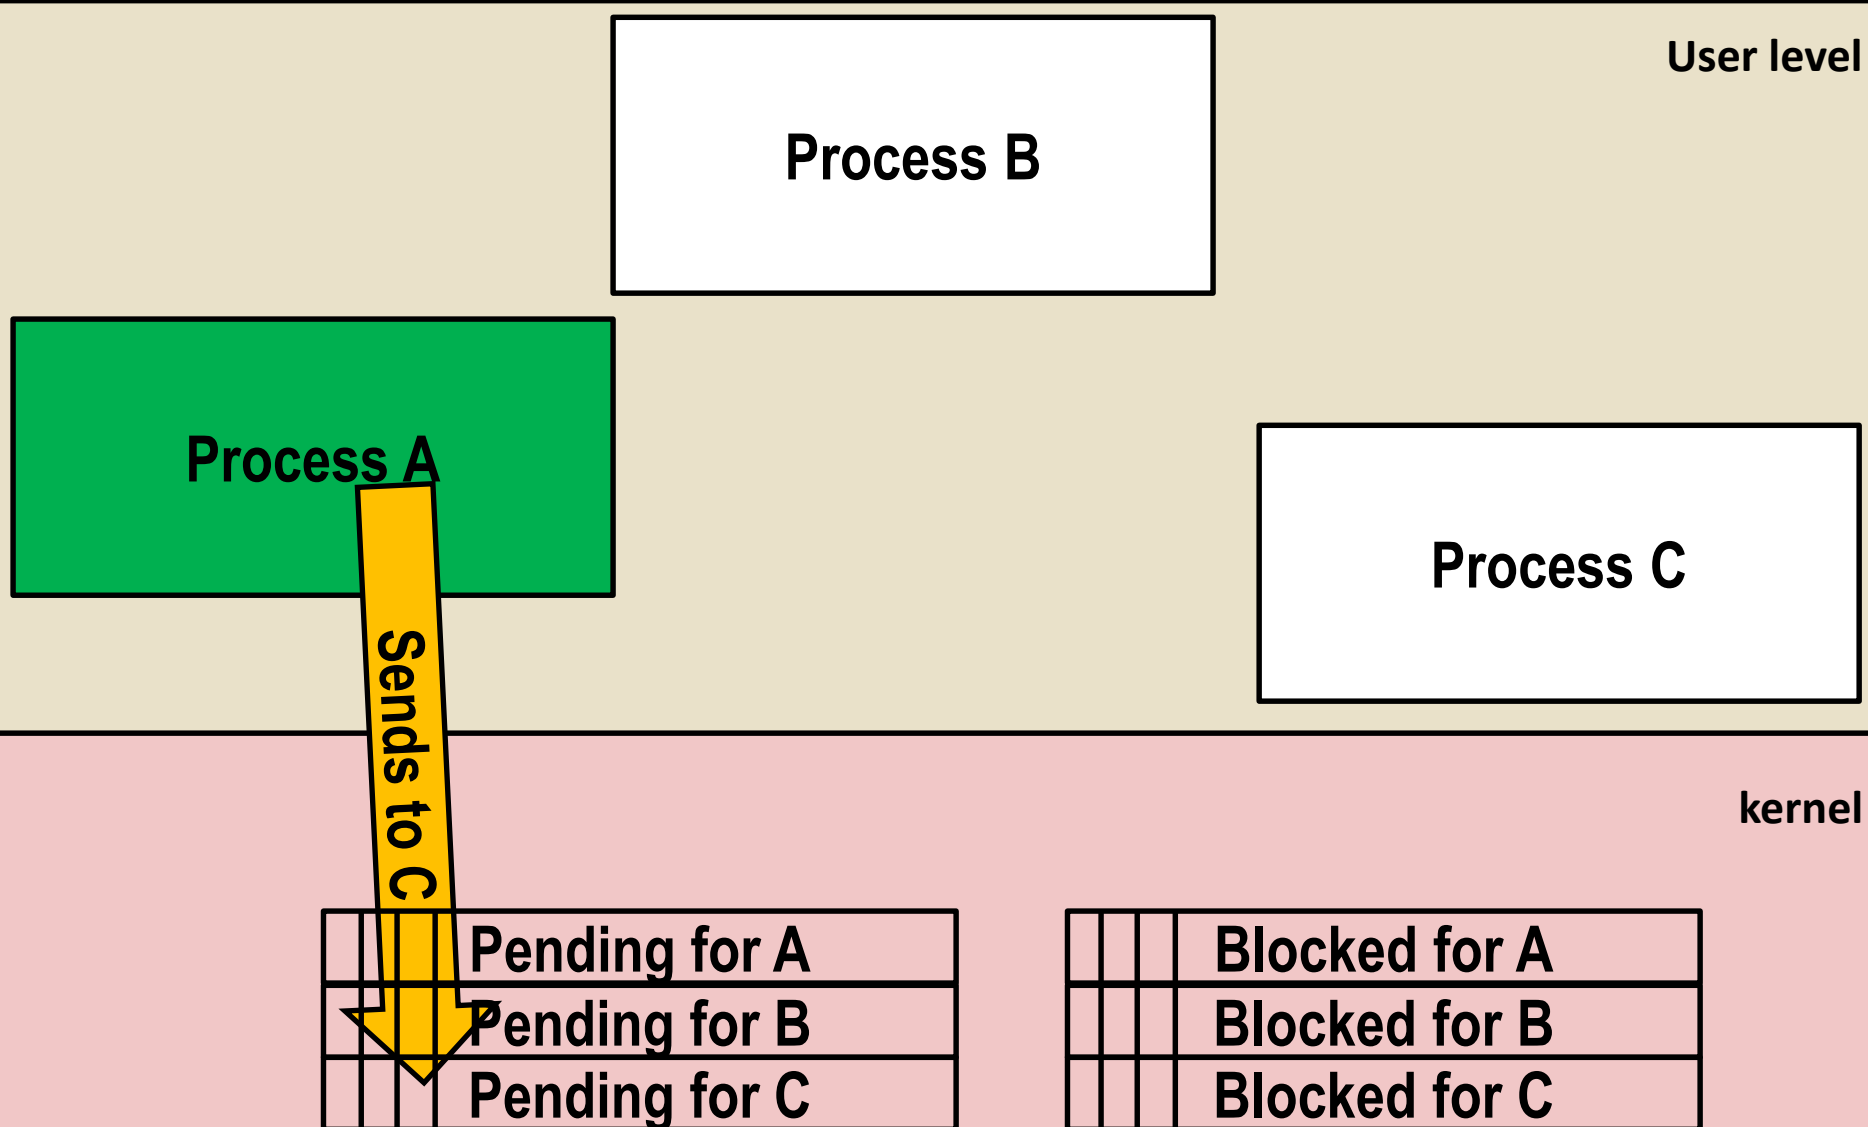 User level
Process B
Process A
Process C
Sends to C
kernel
Pending for A
Blocked for A
Pending for B
Blocked for B
Pending for C
Blocked for C